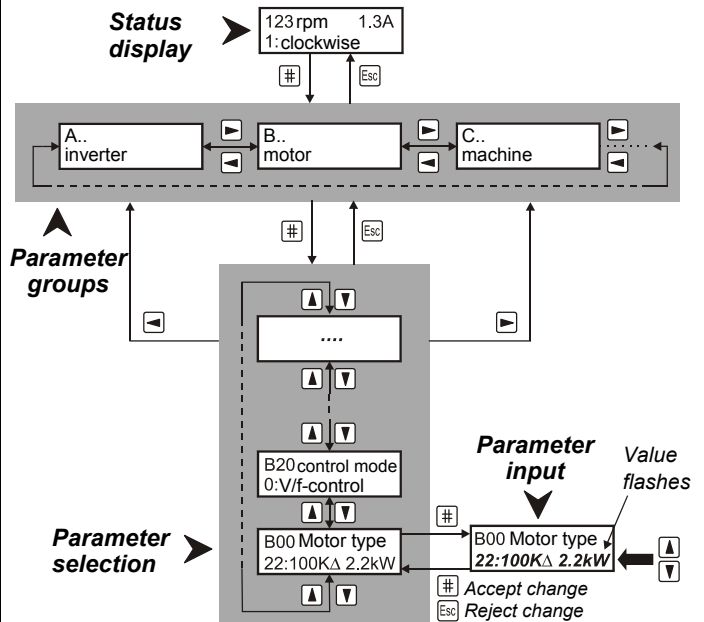 Status
display
123 rpm 1.3A
1: clockwise
#
Esc
A..
inverter
B..
motor
C..
machine
Parameter
groups
#
Esc
....
B20 control mode
0:V/f-control
Parameter
selection
B00 Motor type
22:100KΔ 2.2kW
Parameter
input
Value
flashes
#
B00 Motor type
22:100KΔ 2.2kW
# Accept change
Esc Reject change